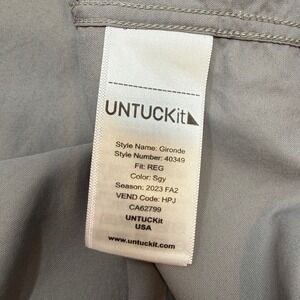 UNTUCKit
Style Name: Gironde
Style Number: 40349
Fit: REG
Color: Sgy
Season: 2023 FA2
VEND Code: HPJ
CA62799
UNTUCKit
USA
www.untuckit.com